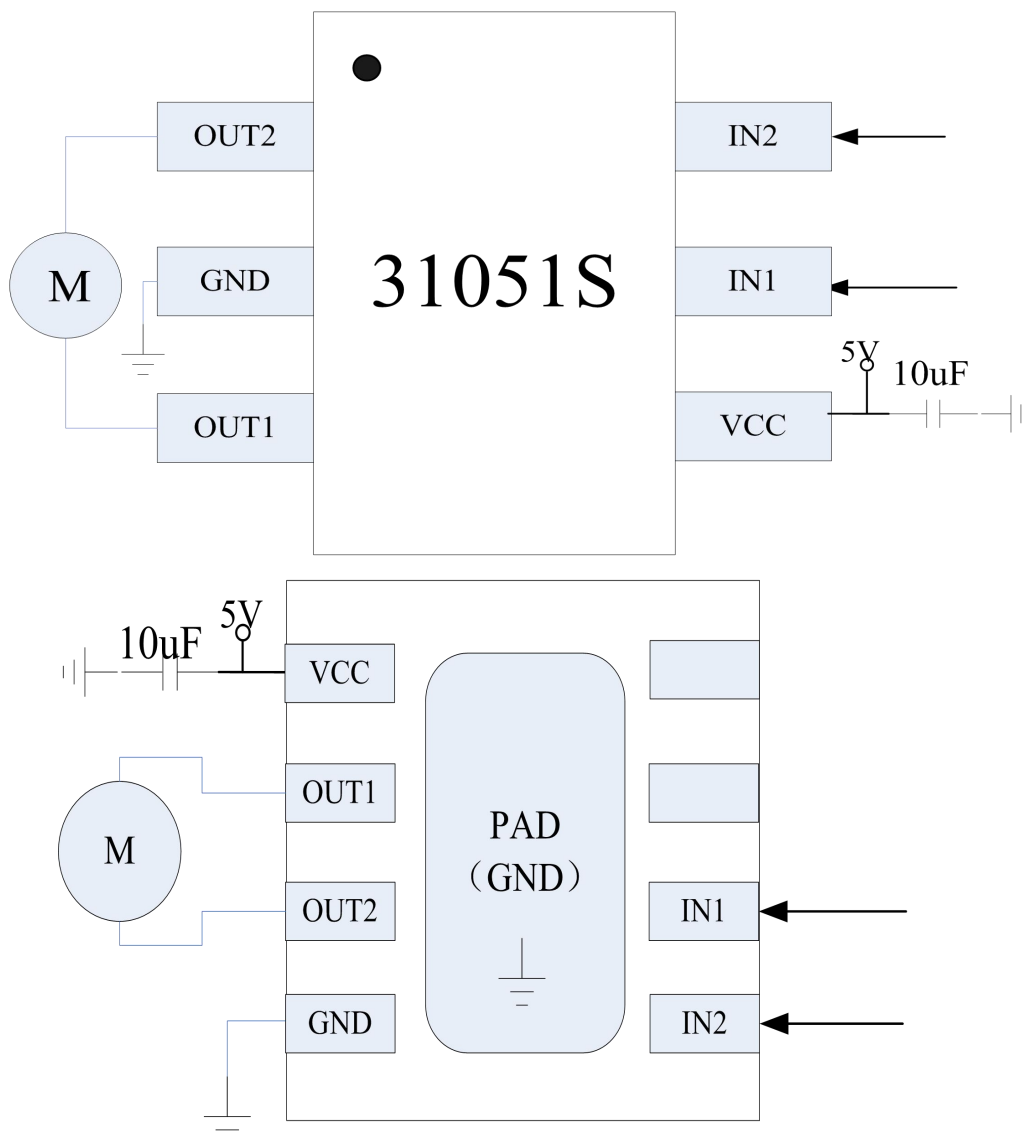 OUT2
IN2
M
GND
31051S
IN1
5V
10uF
OUT1
VCC
5V
10uF
VCC
OUT1
M
PAD
（GND）
OUT2
IN1
GND
IN2